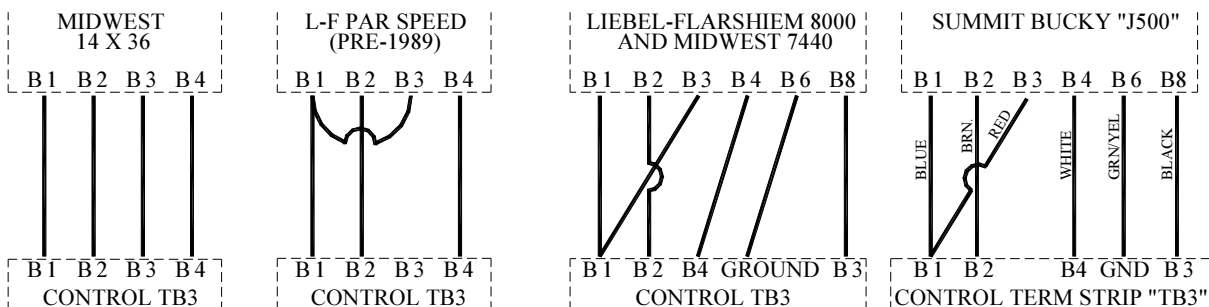 MIDWEST
14 X 36
B1 B2 B3 B4
B1 B2 B3 B4
CONTROL TB3
L-F PAR SPEED
(PRE-1989)
B1 B2 B3 B4
B1 B2 B3 B4
CONTROL TB3
LIEBEL-FLARSHIEM 8000
AND MIDWEST 7440
B1 B2 B3 B4 B6 B8
B1 B2 B4 GROUND B3
CONTROL TB3
SUMMIT BUCKY "J500"
B1 B2 B3 B4 B6 B8
BLUE
BRN.
RED
WHITE
GRN/YEL
BLACK
B1 B2 B4 GND B3
CONTROL TERM STRIP "TB3"